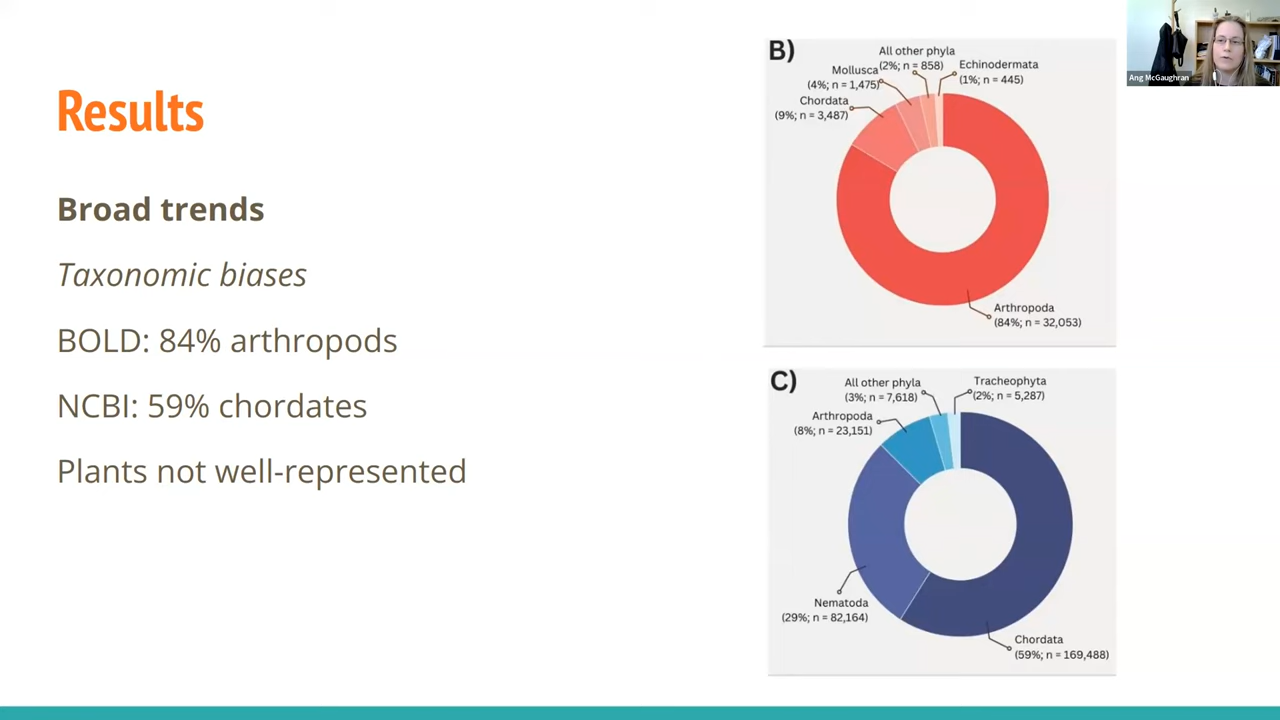 Results
Broad trends
Taxonomic biases
BOLD: 84% arthropods
NCBI: 59% chordates
Plants not well-represented
B)
All other phyla
(2%; n = 858)
Echinodermata
(1%; n = 445)
Mollusca
(4%; n = 1,475)
Chordata
(9%; n = 3,487)
Arthropoda
(84%; n = 32,053)
C)
All other phyla
(3%; n = 7,618)
Tracheophyta
(2%; n = 5,287)
Arthropoda
(8%; n = 23,151)
Nematoda
(29%; n = 82,164)
Chordata
(59%; n = 169,488)
Ang McGaughran